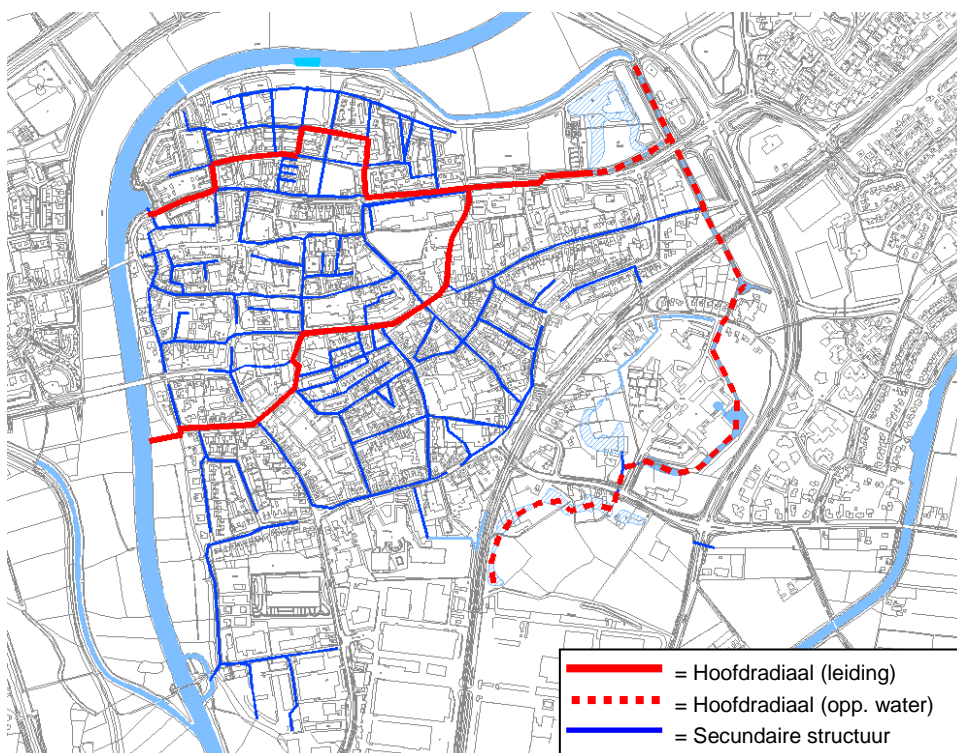 = Hoofdradiaal (leiding)
= Hoofdradiaal (opp. water)
= Secundaire structuur